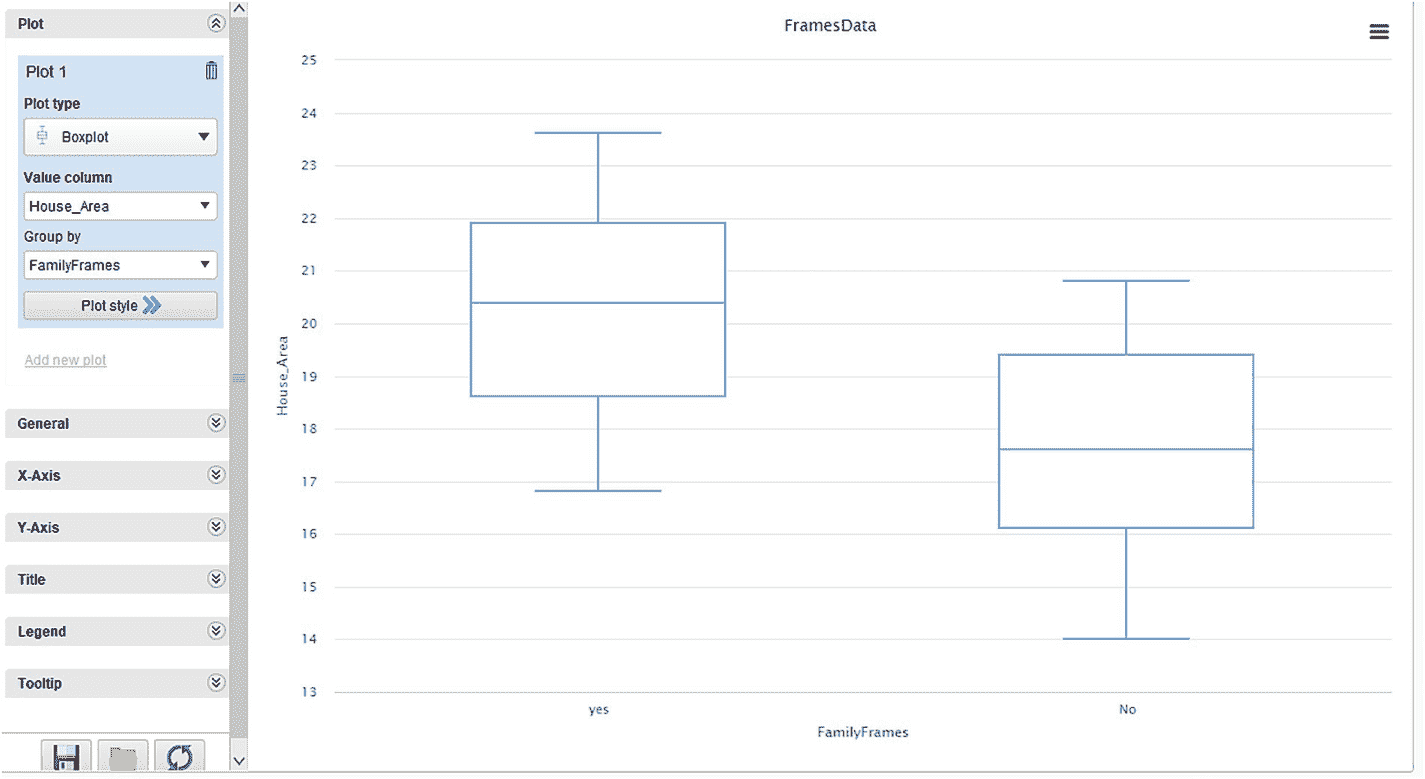 Plot
Plot 1
Plot type
Boxplot
Value column
House_Area
Group by
FamilyFrames
Plot style
Add new plot
General
X-Axis
Y-Axis
Title
Legend
Tooltip
FramesData
25
24
23
22
21
20
19
18
17
16
15
14
13
House_Area
yes
No
FamilyFrames